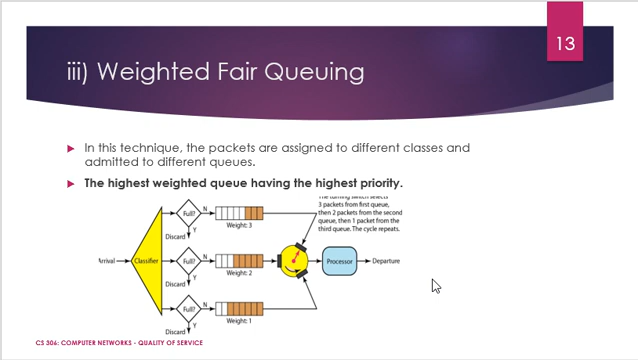 13
iii) Weighted Fair Queuing
In this technique, the packets are assigned to different classes and
admitted to different queues.
The highest weighted queue having the highest priority.
The turning switch selects
3 packets from first queue,
then 2 packets from the second
queue, then 1 packet from the
third queue. The cycle repeats.
Full?
N
Y
Discard
Weight: 3
Arrival
Classifier
Full?
N
Y
Discard
Weight: 2
Processor
Departure
Full?
N
Y
Discard
Weight: 1
CS 306: COMPUTER NETWORKS - QUALITY OF SERVICE